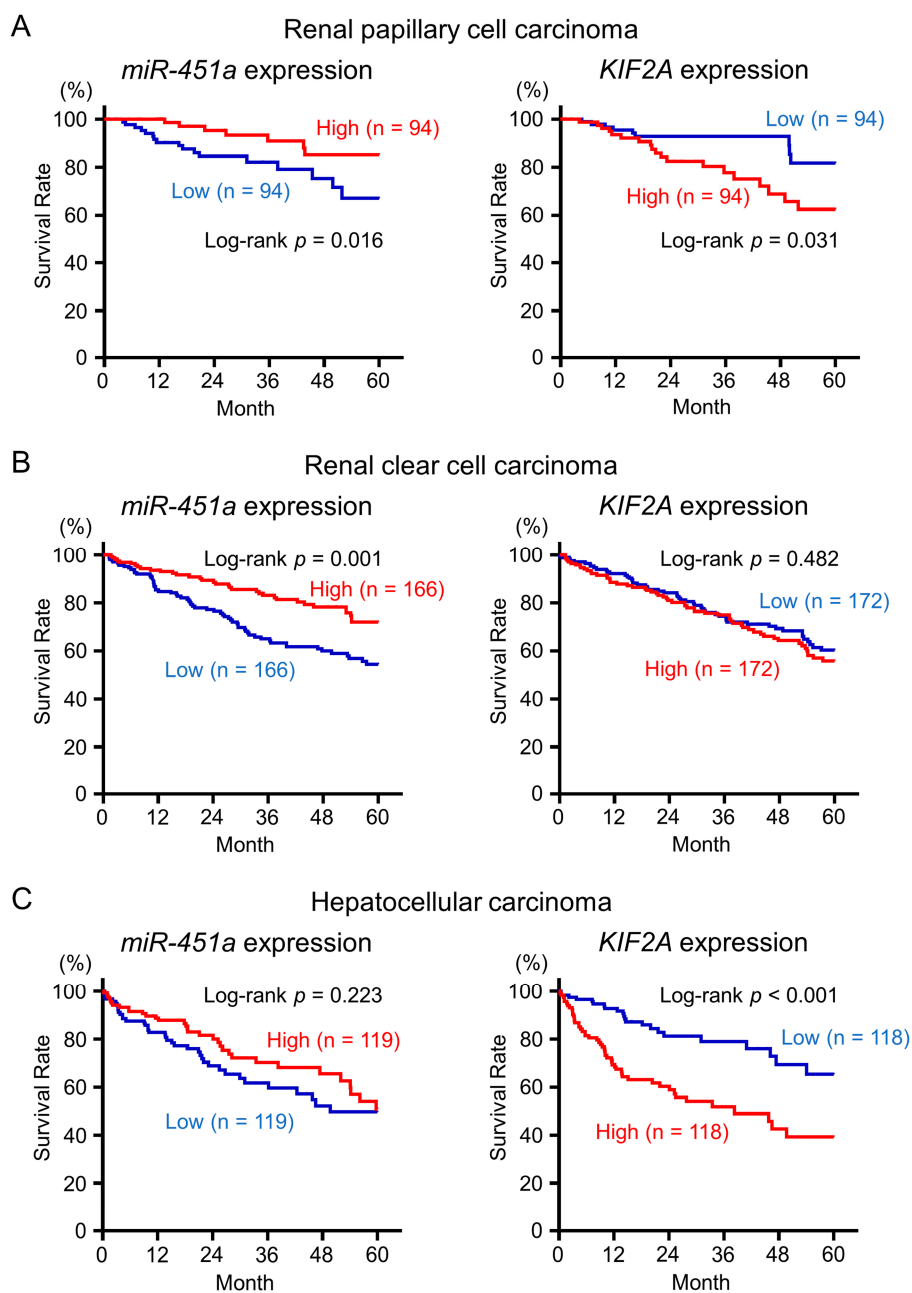 A
Renal papillary cell carcinoma
miR-451a expression
(%)
100
80
60
40
20
0
Survival Rate
High (n = 94)
Low (n = 94)
Log-rank p = 0.016
0 12 24 36 48 60
Month
KIF2A expression
(%)
100
80
60
40
20
0
Survival Rate
Low (n = 94)
High (n = 94)
Log-rank p = 0.031
0 12 24 36 48 60
Month
B
Renal clear cell carcinoma
miR-451a expression
(%)
100
80
60
40
20
0
Survival Rate
Log-rank p = 0.001
High (n = 166)
Low (n = 166)
0 12 24 36 48 60
Month
KIF2A expression
(%)
100
80
60
40
20
0
Survival Rate
Log-rank p = 0.482
Low (n = 172)
High (n = 172)
0 12 24 36 48 60
Month
C
Hepatocellular carcinoma
miR-451a expression
(%)
100
80
60
40
20
0
Survival Rate
Log-rank p = 0.223
High (n = 119)
Low (n = 119)
0 12 24 36 48 60
Month
KIF2A expression
(%)
100
80
60
40
20
0
Survival Rate
Log-rank p < 0.001
Low (n = 118)
High (n = 118)
0 12 24 36 48 60
Month